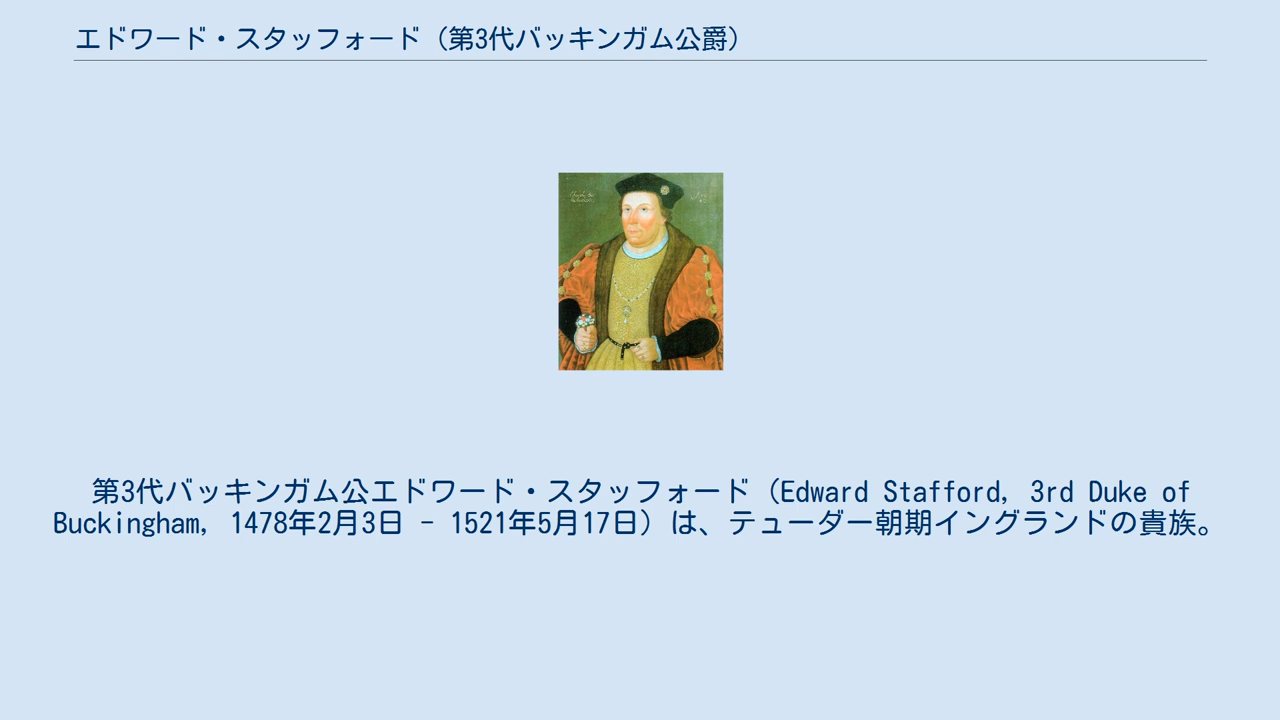 エドワード・スタッフォード（第3代バッキンガム公爵）
第3代バッキンガム公エドワード・スタッフォード（Edward Stafford, 3rd Duke of
Buckingham, 1478年2月3日 - 1521年5月17日）は、テューダー朝期イングランドの貴族。